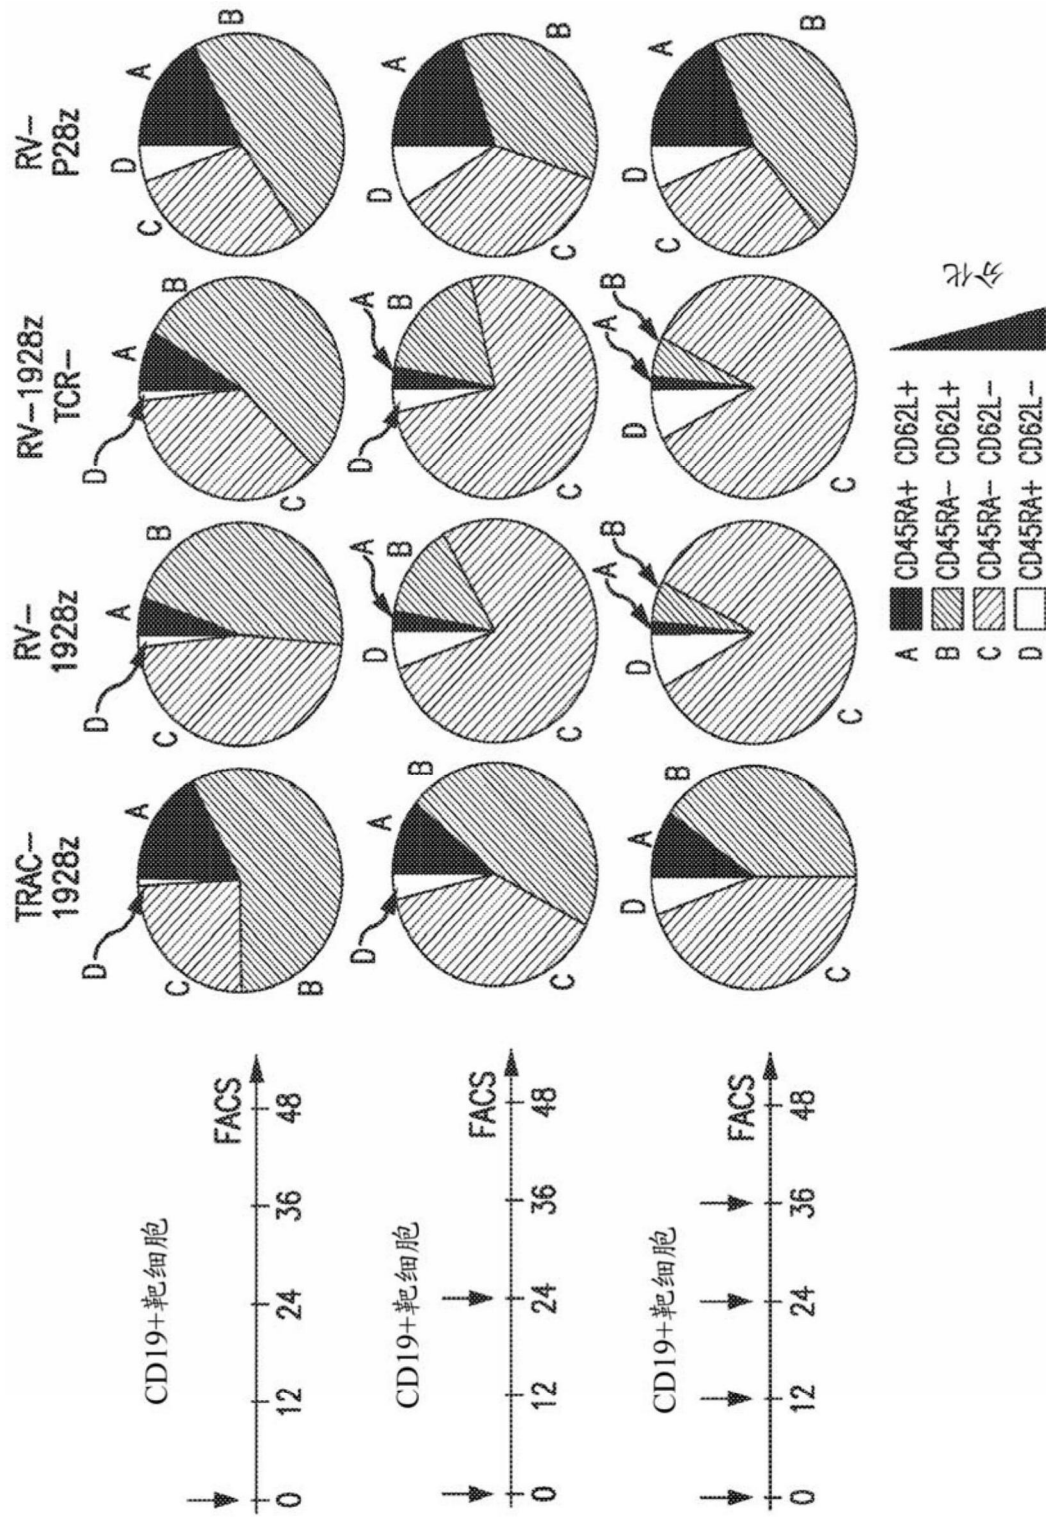 TRAC–
1928z
RV–
1928z
RV–1928z
TCR–
RV–
P28z
CD19+靶细胞
FACS
0 12 24 36 48
D A C B
D A B C
D A B C
D A B C
CD19+靶细胞
FACS
0 12 24 36 48
D A B C
D A B C
D A B C
D A B C
CD19+靶细胞
FACS
0 12 24 36 48
D A B C
D A B C
D A B C
D A B C
A CD45RA+ CD62L+
B CD45RA– CD62L+
C CD45RA– CD62L–
D CD45RA+ CD62L–
分化